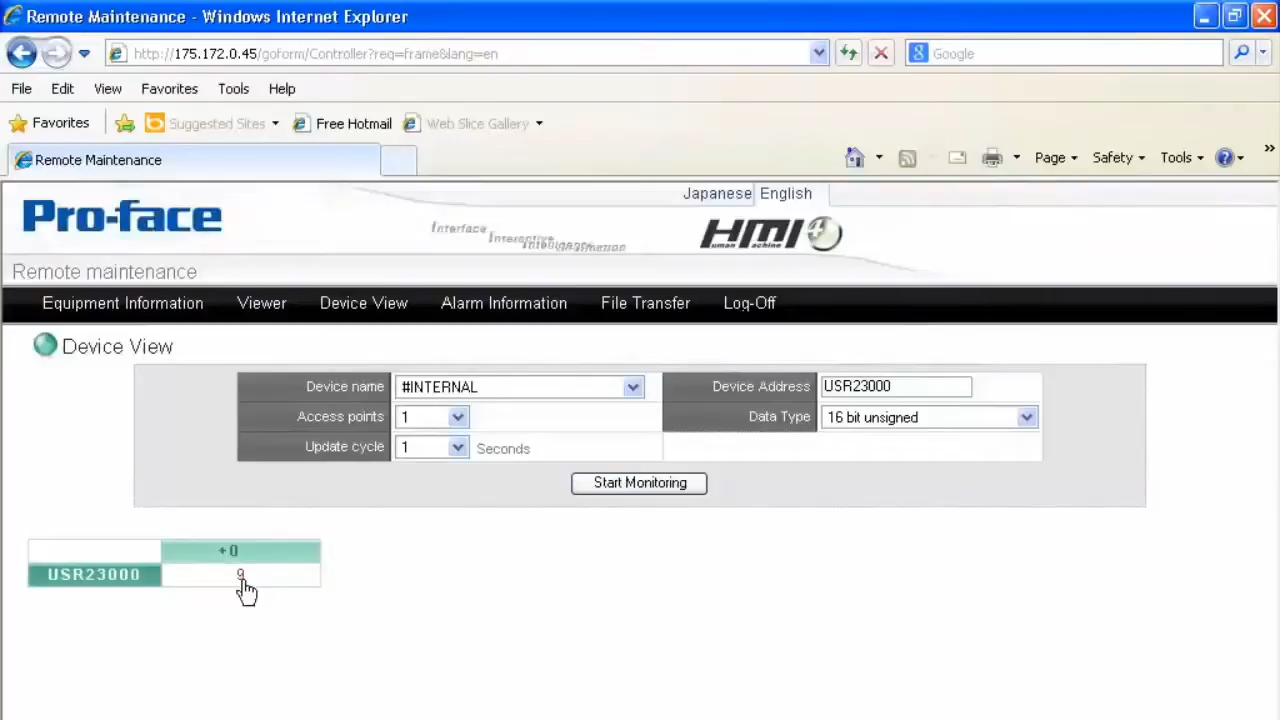 Remote Maintenance - Windows Internet Explorer
http://175.172.0.45/goform/Controller?req=frame&lang=en
Google
File Edit View Favorites Tools Help
Favorites Suggested Sites Free Hotmail Web Slice Gallery
Remote Maintenance Page Safety Tools
Japanese English
Pro-face
Interface Interactive
HMI
Human Machine
Remote maintenance
Equipment Information Viewer Device View Alarm Information File Transfer Log-Off
Device View
Device name #INTERNAL Device Address USR23000
Access points 1 Data Type 16 bit unsigned
Update cycle 1 Seconds
Start Monitoring
+0
USR23000 9